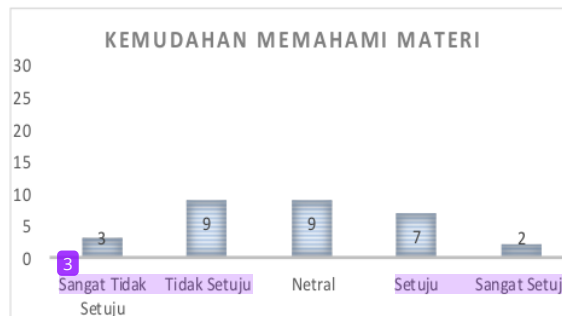 KEMUDAHAN MEMAHAMI MATERI
30
25
20
15
10
5
0
3
9
9
7
2
3
Sangat Tidak Setuju
Tidak Setuju
Netral
Setuju
Sangat Setuj